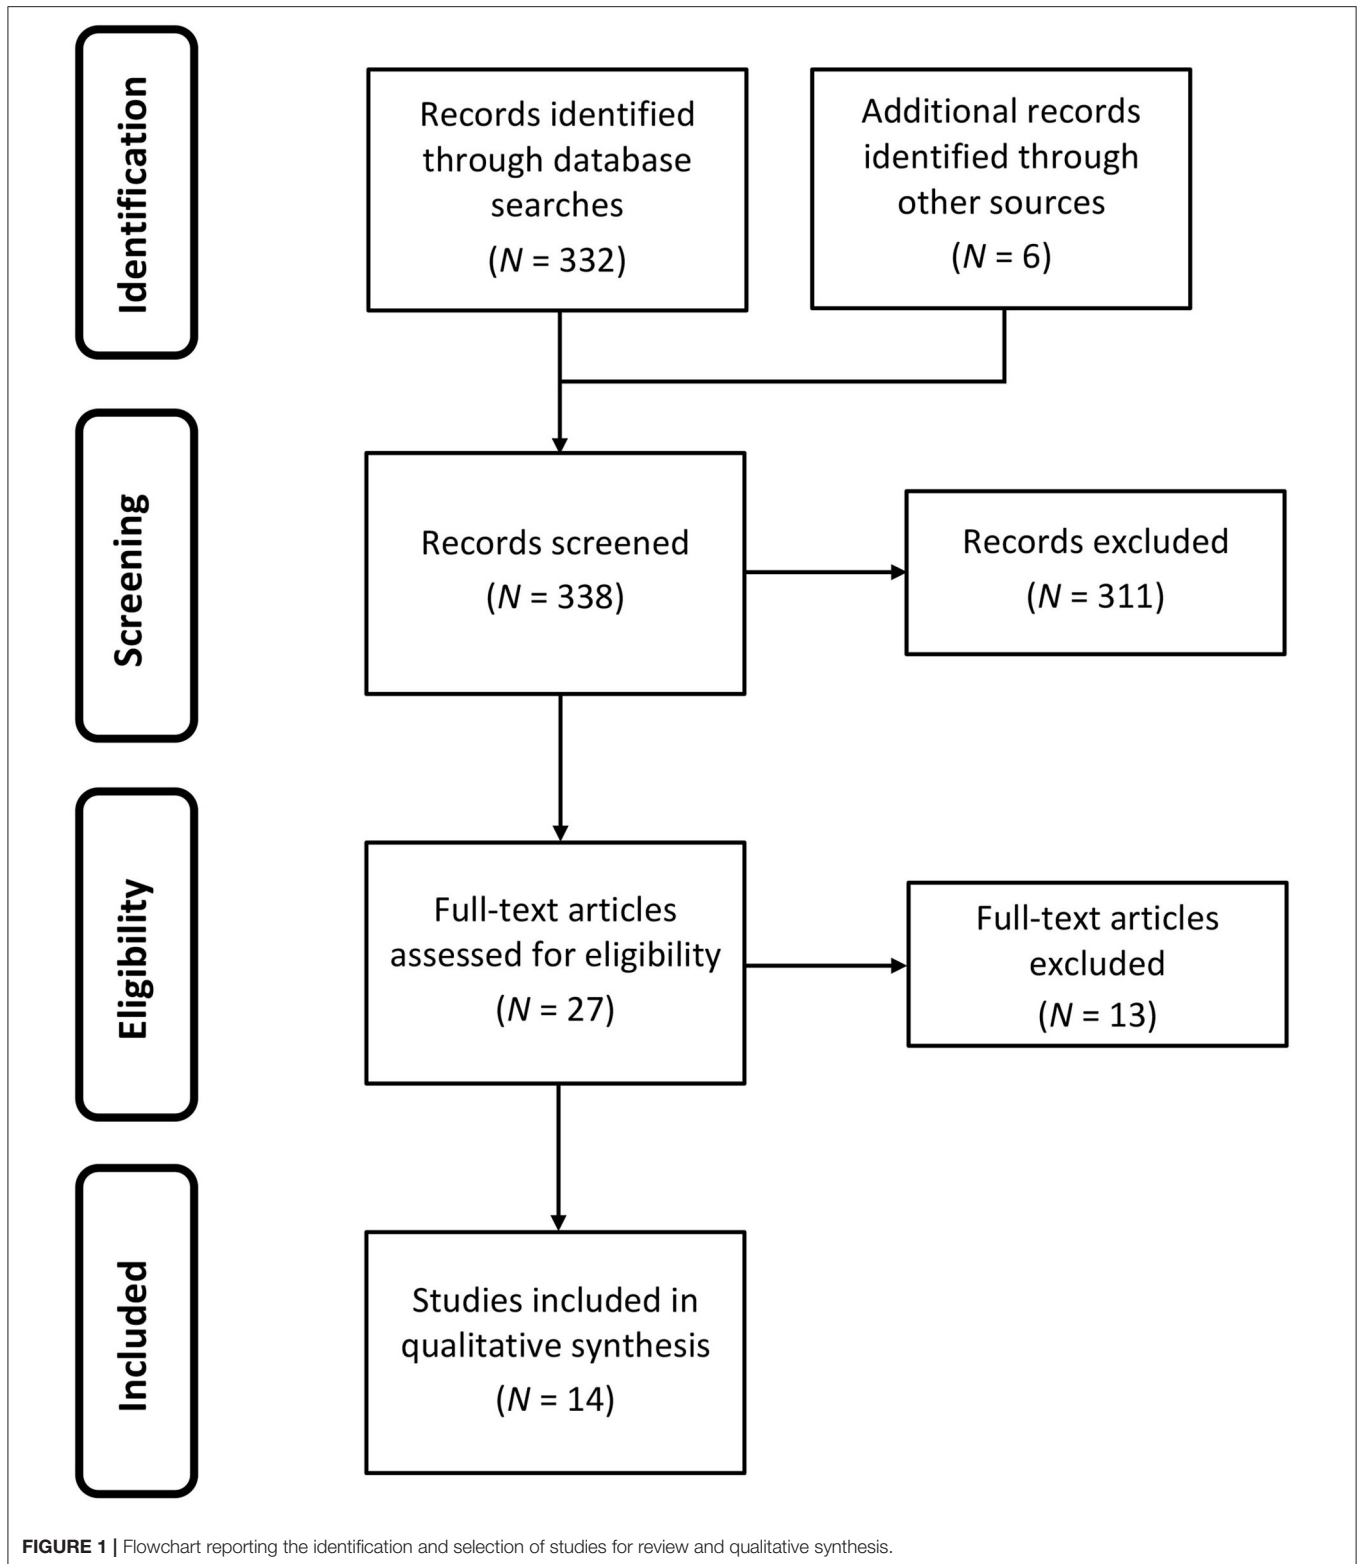 Identification
Records identified
through database
searches
(N = 332)
Additional records
identified through
other sources
(N = 6)
Screening
Records screened
(N = 338)
Records excluded
(N = 311)
Eligibility
Full-text articles
assessed for eligibility
(N = 27)
Full-text articles
excluded
(N = 13)
Included
Studies included in
qualitative synthesis
(N = 14)
FIGURE 1 | Flowchart reporting the identification and selection of studies for review and qualitative synthesis.